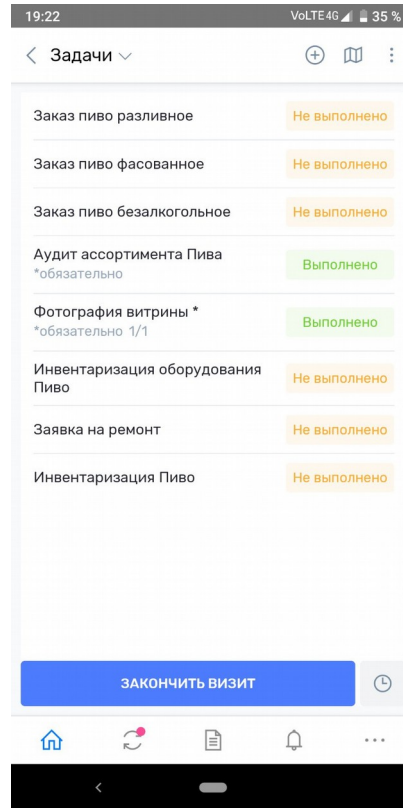 19:22 VoLTE 4G 35 %
Задачи
Заказ пиво разливное Не выполнено
Заказ пиво фасованное Не выполнено
Заказ пиво безалкогольное Не выполнено
Аудит ассортимента Пива
*обязательно Выполнено
Фотография витрины *
*обязательно 1/1 Выполнено
Инвентаризация оборудования
Пиво Не выполнено
Заявка на ремонт Не выполнено
Инвентаризация Пиво Не выполнено
ЗАКОНЧИТЬ ВИЗИТ